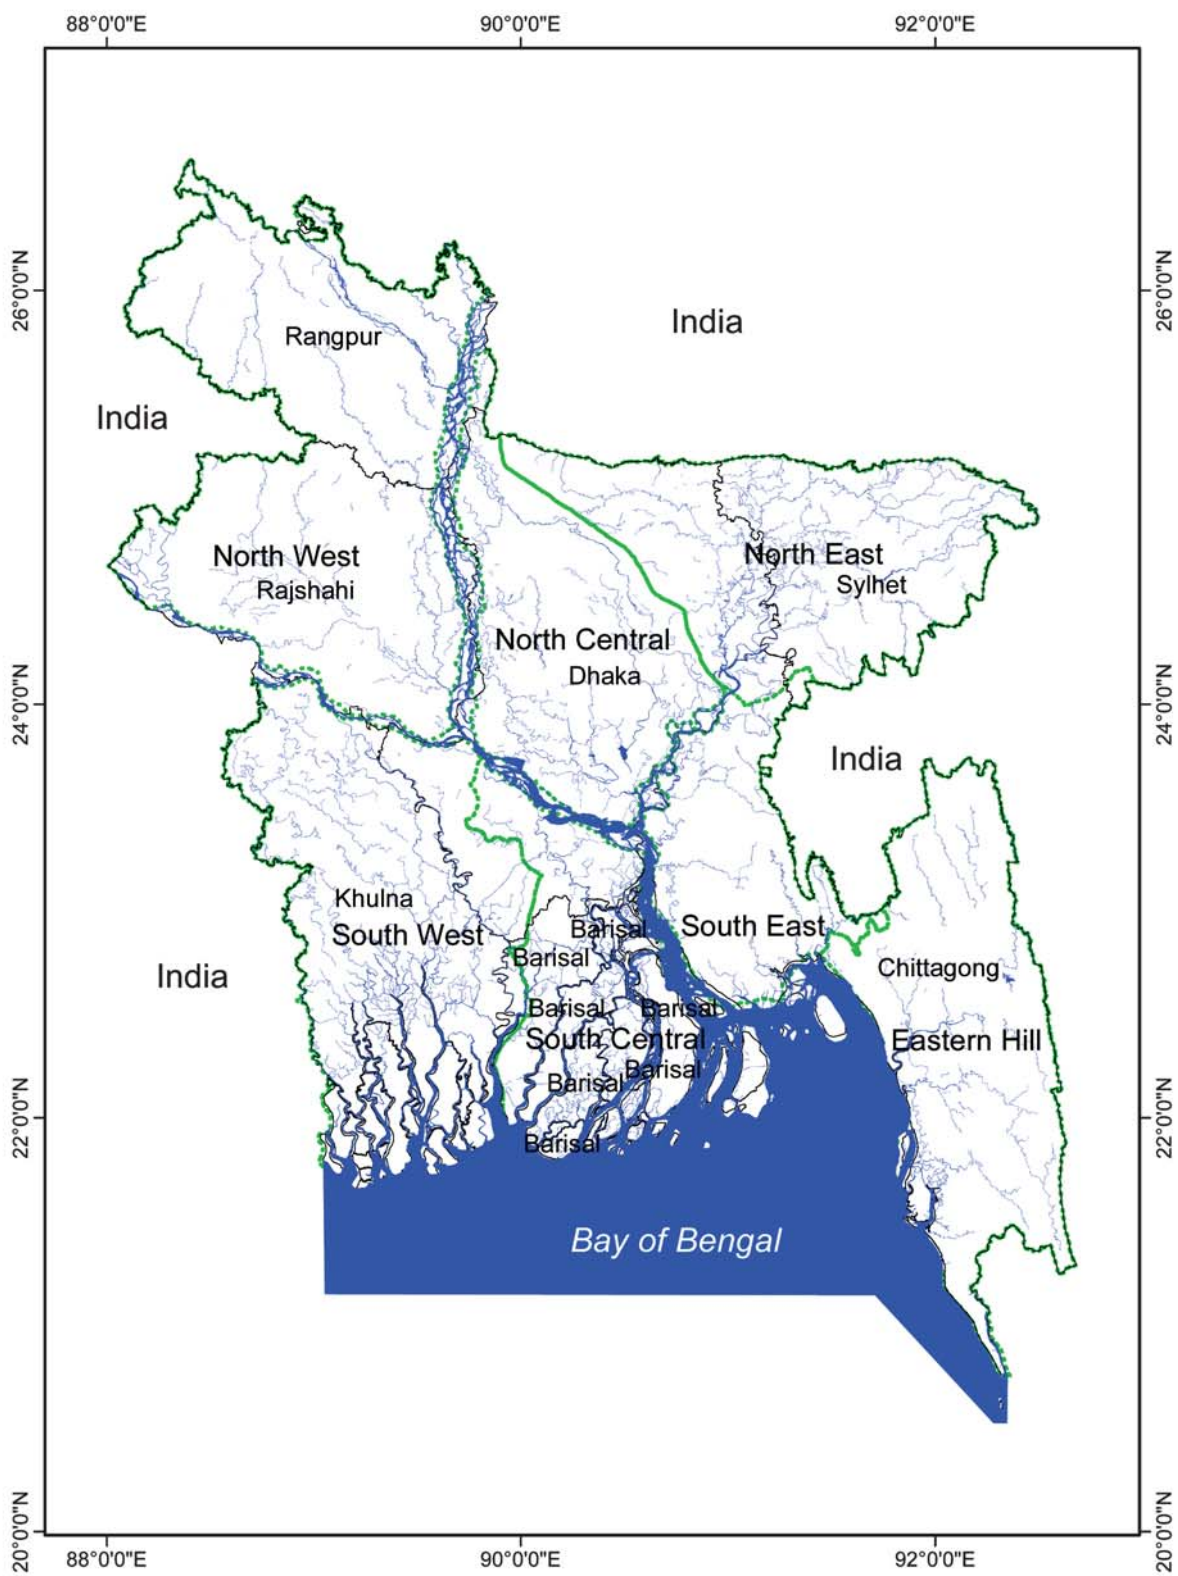 88°0'0"E
90°0'0"E
92°0'0"E
26°0'0"N
26°0'0"N
India
Rangpur
India
North West
North East
Rajshahi
Sylhet
North Central
Dhaka
24°0'0"N
24°0'0"N
India
Khulna
South West
Barisal
South East
Barisal
Chittagong
India
Barisal
Barisal
South Central
Eastern Hill
Barisal
Barisal
22°0'0"N
22°0'0"N
Barisal
Bay of Bengal
20°0'0"N
20°0'0"N
88°0'0"E
90°0'0"E
92°0'0"E